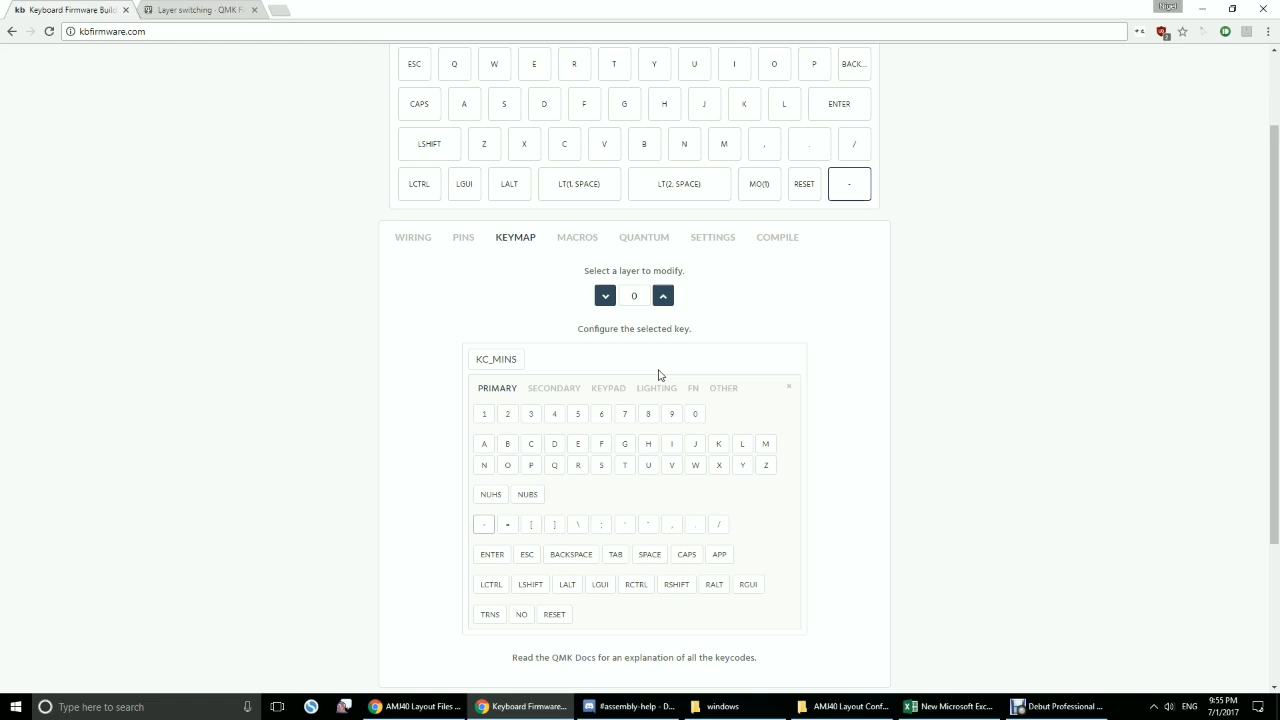 kb Keyboard Firmware Build × Layer switching - QMK F ×
Nigel
kbfirmware.com
ESC Q W E R T Y U I O P BACK...
CAPS A S D F G H J K L ENTER
LSHIFT Z X C V B N M , . /
LCTRL LGUI LALT LT(1, SPACE) LT(2, SPACE) MO(1) RESET -
WIRING PINS KEYMAP MACROS QUANTUM SETTINGS COMPILE
Select a layer to modify.
0
Configure the selected key.
KC_MINS
PRIMARY SECONDARY KEYPAD LIGHTING FN OTHER ×
1 2 3 4 5 6 7 8 9 0
A B C D E F G H I J K L M
N O P Q R S T U V W X Y Z
NUHS NUBS
- = [ ] \ : ' ` , . /
ENTER ESC BACKSPACE TAB SPACE CAPS APP
LCTRL LSHIFT LALT LGUI RCTRL RSHIFT RALT RGUI
TRNS NO RESET
Read the QMK Docs for an explanation of all the keycodes.
Type here to search AMJ40 Layout Files ... Keyboard Firmware... #assembly-help - D... windows AMJ40 Layout Conf... New Microsoft Exc... Debut Professional ... ENG 9:55 PM
7/1/2017